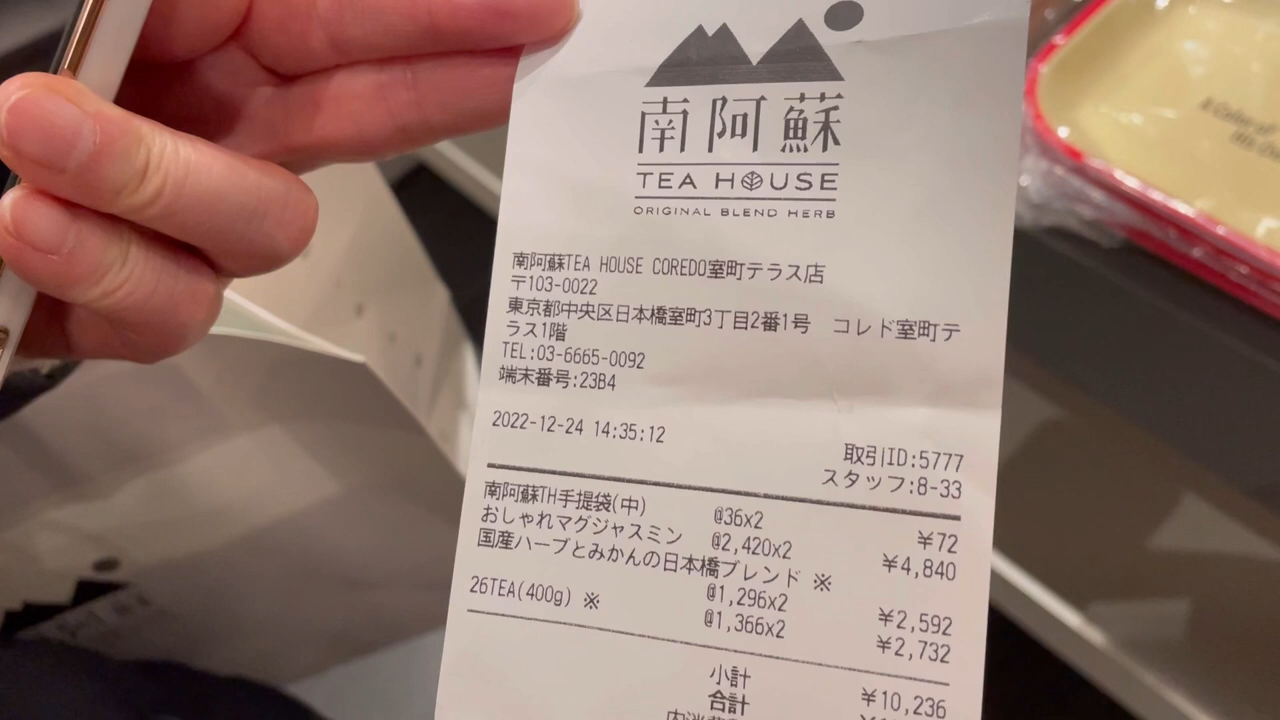 南阿蘇
TEA HOUSE
ORIGINAL BLEND HERB
南阿蘇TEA HOUSE COREDO室町テラス店
〒103-0022
東京都中央区日本橋室町3丁目2番1号 コレド室町テ
ラス1階
TEL:03-6665-0092
端末番号:23B4
2022-12-24 14:35:12
取引ID:5777
スタッフ:8-33
南阿蘇TH手提袋(中) @36x2 ¥72
おしゃれマグジャスミン @2,420x2 ¥4,840
国産ハーブとみかんの日本橋ブレンド ※
@1,296x2 ¥2,592
26TEA(400g) ※ @1,366x2 ¥2,732
小計 ¥10,236
合計